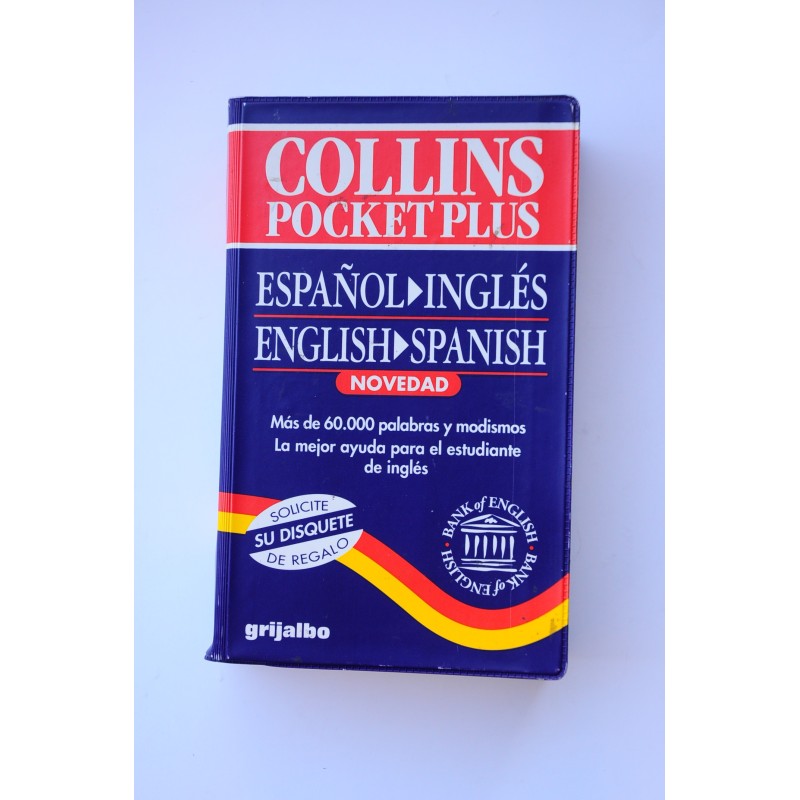 COLLINS
POCKET PLUS
ESPAÑOL▶INGLÉS
ENGLISH▶SPANISH
NOVEDAD
Más de 60.000 palabras y modismos
La mejor ayuda para el estudiante
de inglés
SOLICITE
SU DISQUETE
DE REGALO
BANK of ENGLISH · BANK of ENGLISH ·
grijalbo